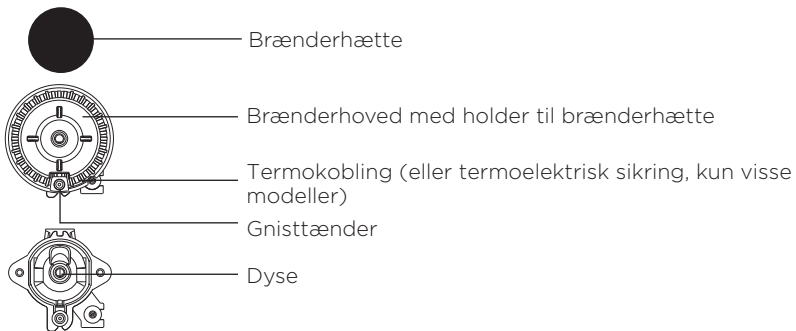 Brænderhætte
Brænderhoved med holder til brænderhætte
Termokobling (eller termoelektrisk sikring, kun visse
modeller)
Gnisttænder
Dyse